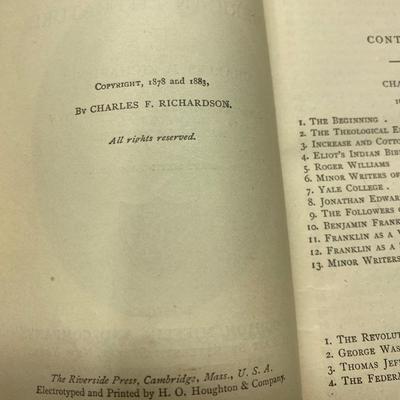 Copyright, 1878 and 1883,
By CHARLES F. RICHARDSON.
All rights reserved.
The Riverside Press, Cambridge, Mass., U. S. A.
Electrotyped and Printed by H. O. Houghton & Company.
CONT
CHA
1. The Beginning .
2. The Theological E
3. Increase and Cotto
4. Eliot's Indian Bib
5. Roger Williams
6. Minor Writers of
7. Yale College .
8. Jonathan Edwar
9. The Followers o
10. Benjamin Frank
11. Franklin as a
12. Franklin as a S
13. Minor Writers
1. The Revolut
2. George Was
3. Thomas Jef
4. The Federa